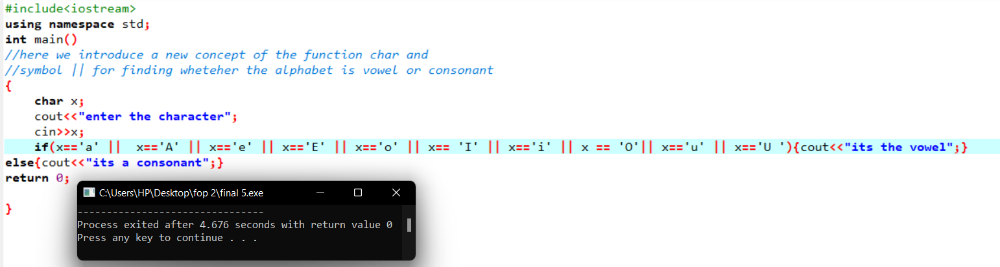 #include<iostream>
using namespace std;
int main()
//here we introduce a new concept of the function char and
//symbol || for finding wheteher the alphabet is vowel or consonant
{
    char x;
    cout<<"enter the character";
    cin>>x;
    if(x=='a' ||  x=='A' || x=='e' || x=='E' || x=='o' || x== 'I' || x=='i' || x == 'O'|| x=='u' || x=='U '){cout<<"its the vowel";}
else{cout<<"its a consonant";}
return 0;
}
C:\Users\HP\Desktop\fop 2\final 5.exe
--------------------------------
Process exited after 4.676 seconds with return value 0
Press any key to continue . . .